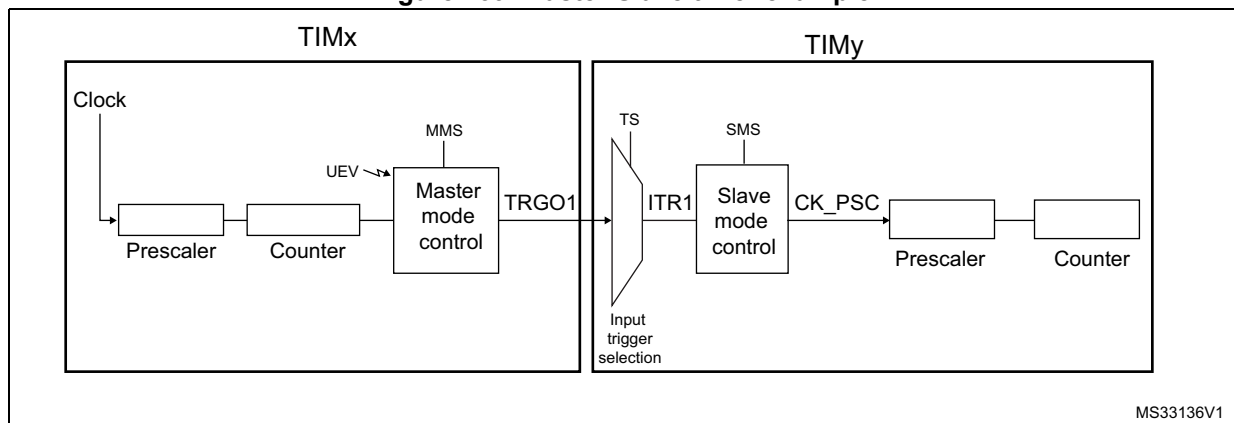 TIMx
TIMy
Clock
MMS
UEV
Master
mode
control
TRGO1
Prescaler
Counter
TS
ITR1
Input
trigger
selection
SMS
Slave
mode
control
CK_PSC
Prescaler
Counter
MS33136V1